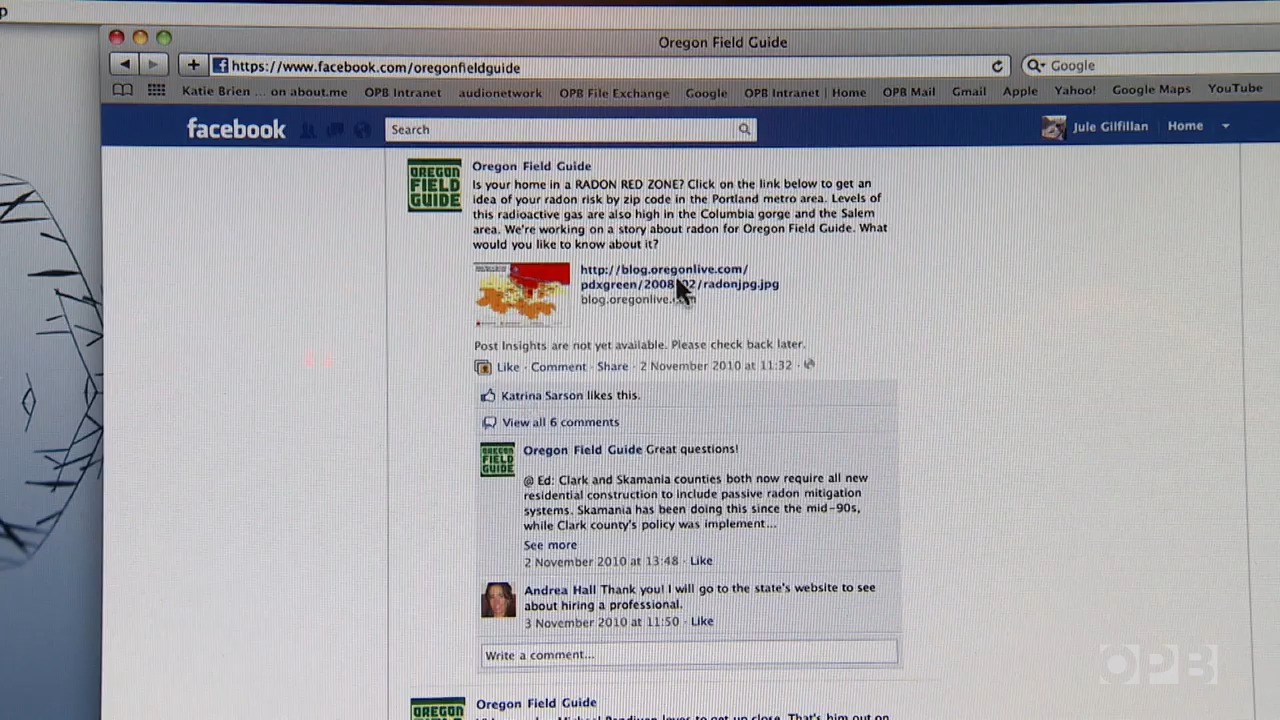 Oregon Field Guide
https://www.facebook.com/oregonfieldguide
Google
Katie Brien ... on about.me OPB Intranet audionetwork OPB File Exchange Google OPB Intranet | Home OPB Mail Gmail Apple Yahoo! Google Maps YouTube
facebook
Search
Jule Gilfillan Home
OREGON
FIELD
GUIDE
Oregon Field Guide
Is your home in a RADON RED ZONE? Click on the link below to get an
idea of your radon risk by zip code in the Portland metro area. Levels of
this radioactive gas are also high in the Columbia gorge and the Salem
area. We're working on a story about radon for Oregon Field Guide. What
would you like to know about it?
http://blog.oregonlive.com/
pdxgreen/2008 02/radonjpg.jpg
blog.oregonlive.
Post Insights are not yet available. Please check back later.
Like · Comment · Share · 2 November 2010 at 11:32 ·
Katrina Sarson likes this.
View all 6 comments
OREGON
FIELD
GUIDE
Oregon Field Guide Great questions!
@ Ed: Clark and Skamania counties both now require all new
residential construction to include passive radon mitigation
systems. Skamania has been doing this since the mid-90s,
while Clark county's policy was implement...
See more
2 November 2010 at 13:48 · Like
Andrea Hall Thank you! I will go to the state's website to see
about hiring a professional.
3 November 2010 at 11:50 · Like
Write a comment...
OPB
OREGON
Oregon Field Guide